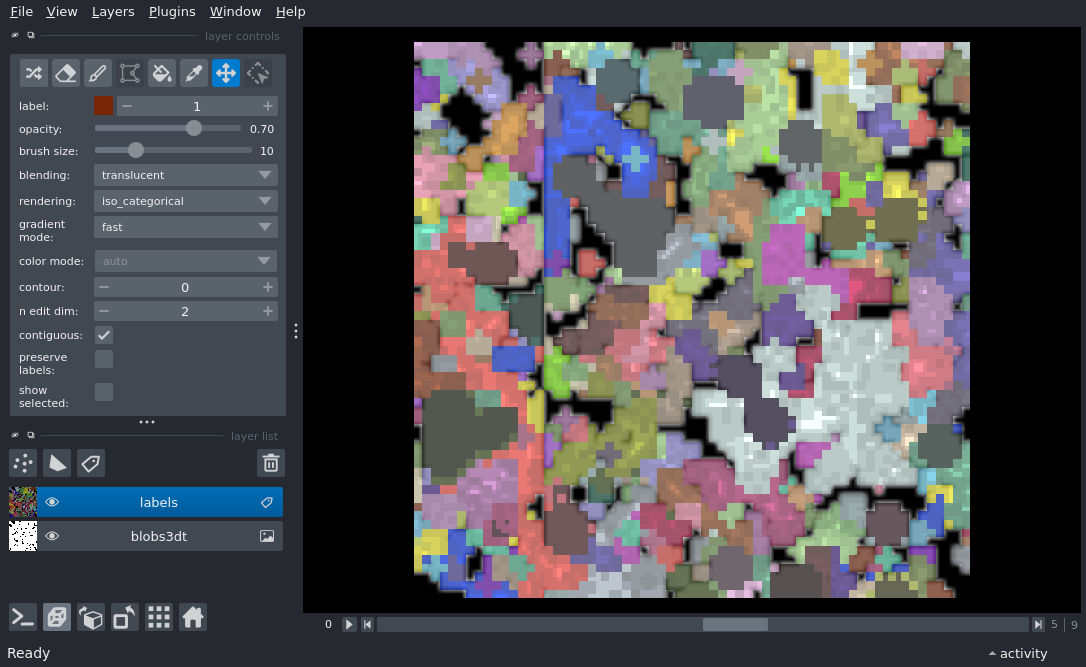 File View Layers Plugins Window Help
layer controls
label: 1
opacity: 0.70
brush size: 10
blending: translucent
rendering: iso_categorical
gradient
mode: fast
color mode: auto
contour: 0
n edit dim: 2
contiguous:
preserve
labels:
show
selected:
layer list
labels
blobs3dt
0 5 | 9
Ready activity